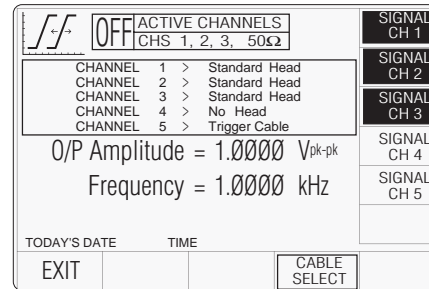 OFF
ACTIVE CHANNELS
CHS 1, 2, 3, 50Ω
CHANNEL 1 > Standard Head
CHANNEL 2 > Standard Head
CHANNEL 3 > Standard Head
CHANNEL 4 > No Head
CHANNEL 5 > Trigger Cable
O/P Amplitude = 1.0000 Vpk-pk
Frequency = 1.0000 kHz
TODAY'S DATE TIME
EXIT
CABLE
SELECT
SIGNAL
CH 1
SIGNAL
CH 2
SIGNAL
CH 3
SIGNAL
CH 4
SIGNAL
CH 5